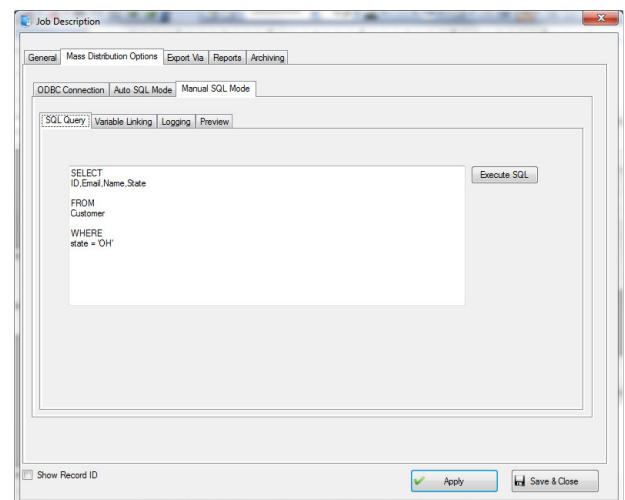 Job Description
General Mass Distribution Options Export Via Reports Archiving
ODBC Connection Auto SQL Mode Manual SQL Mode
SQL Query Variable Linking Logging Preview
SELECT
ID,Email,Name,State
FROM
Customer
WHERE
state = 'OH'
Execute SQL
Show Record ID
Apply
Save & Close